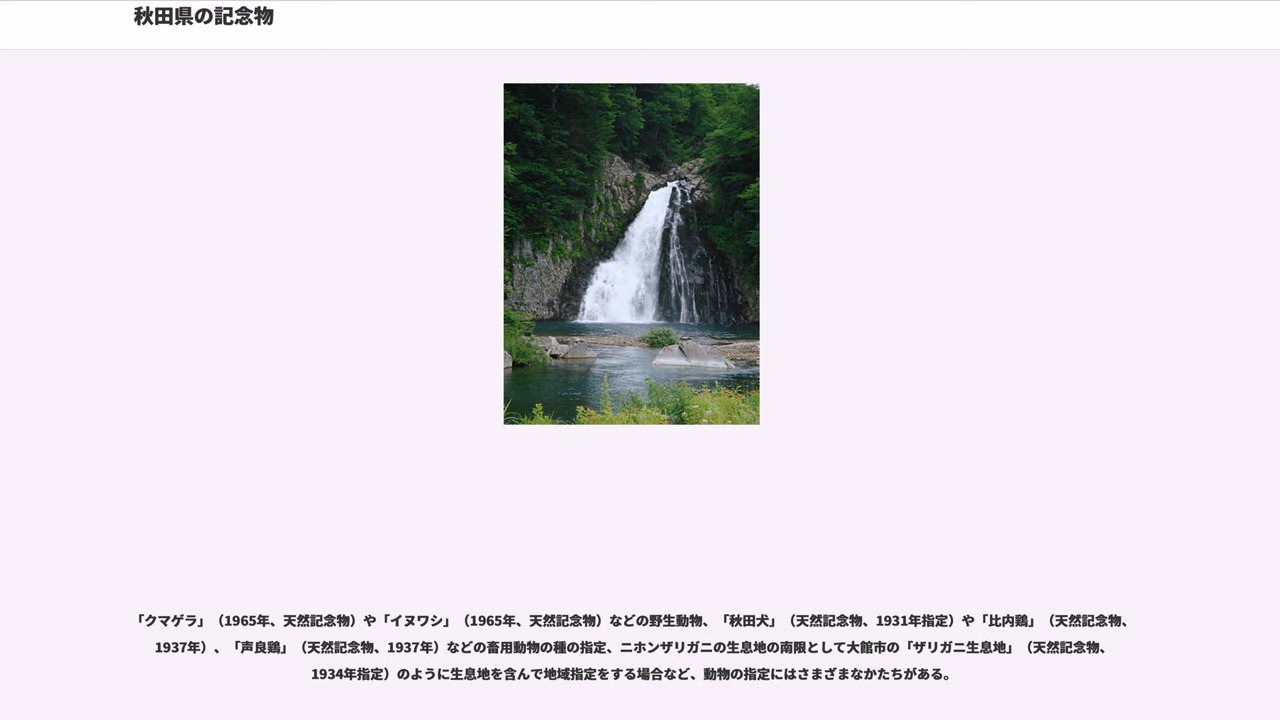 秋田県の記念物
「クマゲラ」（1965年、天然記念物）や「イヌワシ」（1965年、天然記念物）などの野生動物、「秋田犬」（天然記念物、1931年指定）や「比内鶏」（天然記念物、
1937年）、「声良鶏」（天然記念物、1937年）などの畜用動物の種の指定、ニホンザリガニの生息地の南限として大館市の「ザリガニ生息地」（天然記念物、
1934年指定）のように生息地を含んで地域指定をする場合など、動物の指定にはさまざまなかたちがある。